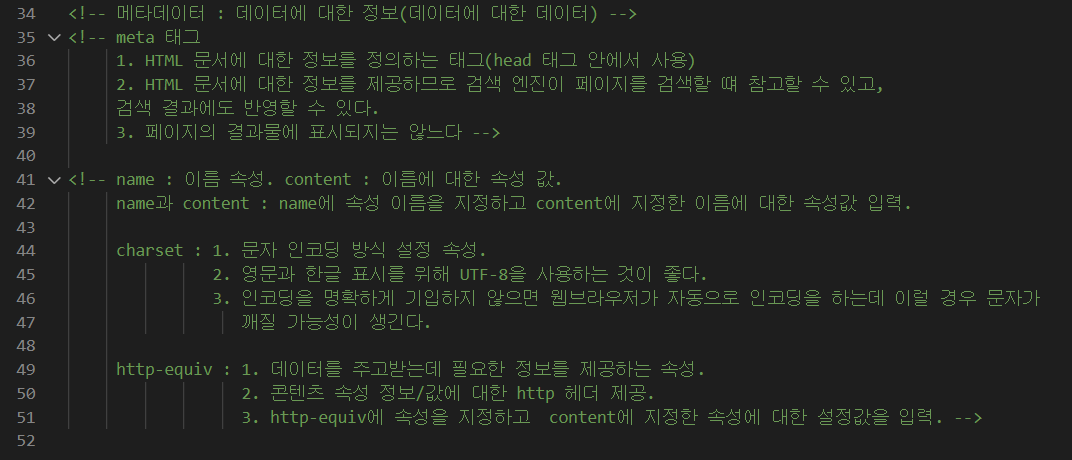 34 <!-- 메타데이터 : 데이터에 대한 정보(데이터에 대한 데이터) -->
35 <!-- meta 태그
36 1. HTML 문서에 대한 정보를 정의하는 태그(head 태그 안에서 사용)
37 2. HTML 문서에 대한 정보를 제공하므로 검색 엔진이 페이지를 검색할 떄 참고할 수 있고,
38 검색 결과에도 반영할 수 있다.
39 3. 페이지의 결과물에 표시되지는 않느다 -->
40
41 <!-- name : 이름 속성. content : 이름에 대한 속성 값.
42 name과 content : name에 속성 이름을 지정하고 content에 지정한 이름에 대한 속성값 입력.
43
44 charset : 1. 문자 인코딩 방식 설정 속성.
45 2. 영문과 한글 표시를 위해 UTF-8을 사용하는 것이 좋다.
46 3. 인코딩을 명확하게 기입하지 않으면 웹브라우저가 자동으로 인코딩을 하는데 이럴 경우 문자가
47 깨질 가능성이 생긴다.
48
49 http-equiv : 1. 데이터를 주고받는데 필요한 정보를 제공하는 속성.
50 2. 콘텐츠 속성 정보/값에 대한 http 헤더 제공.
51 3. http-equiv에 속성을 지정하고  content에 지정한 속성에 대한 설정값을 입력. -->
52